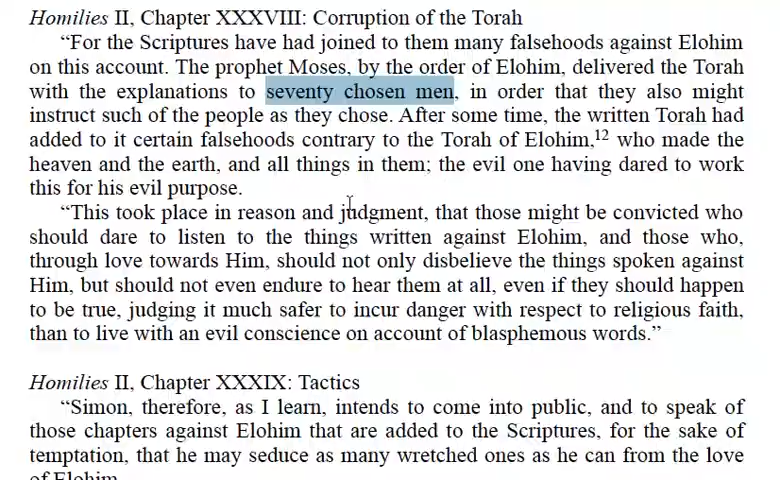 Homilies II, Chapter XXXVIII: Corruption of the Torah
“For the Scriptures have had joined to them many falsehoods against Elohim
on this account. The prophet Moses, by the order of Elohim, delivered the Torah
with the explanations to seventy chosen men, in order that they also might
instruct such of the people as they chose. After some time, the written Torah had
added to it certain falsehoods contrary to the Torah of Elohim,12 who made the
heaven and the earth, and all things in them; the evil one having dared to work
this for his evil purpose.
“This took place in reason and judgment, that those might be convicted who
should dare to listen to the things written against Elohim, and those who,
through love towards Him, should not only disbelieve the things spoken against
Him, but should not even endure to hear them at all, even if they should happen
to be true, judging it much safer to incur danger with respect to religious faith,
than to live with an evil conscience on account of blasphemous words.”
Homilies II, Chapter XXXIX: Tactics
“Simon, therefore, as I learn, intends to come into public, and to speak of
those chapters against Elohim that are added to the Scriptures, for the sake of
temptation, that he may seduce as many wretched ones as he can from the love
of Elohim.